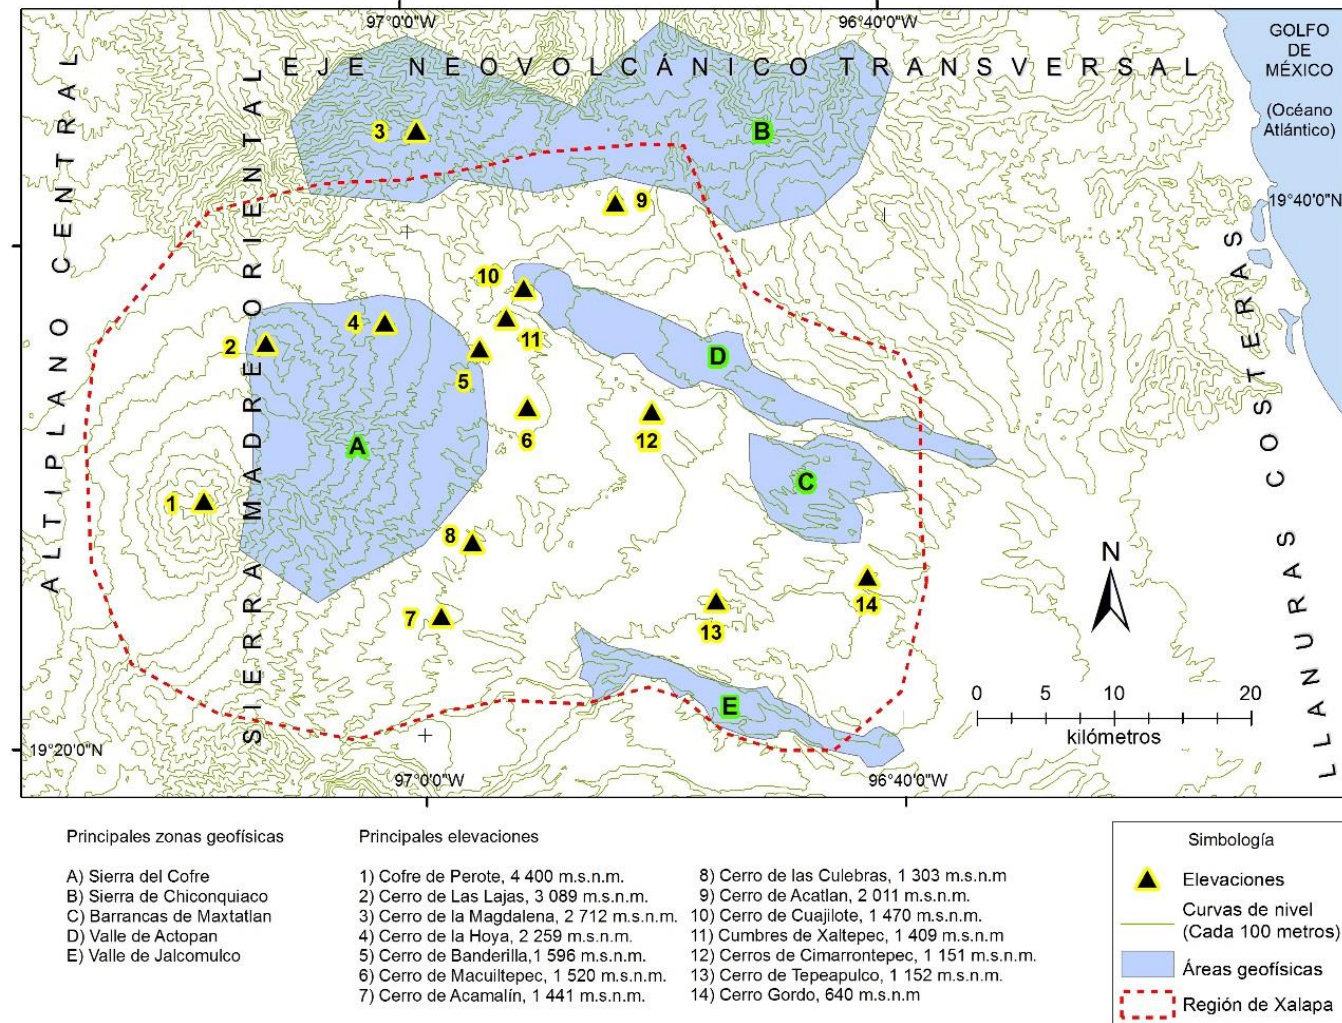 97°0'0"W
96°40'0"W
GOLFO
DE
MÉXICO
(Océano
Atlántico)
EJE NEOVOLCÁNICO TRANSVERSAL
ALTIPLANO CENTRAL
SIERRA MADRE ORIENTAL
LLANURAS COSTERAS
3
B
9
19°40'0"N
10
4
2
11
D
5
6
12
A
C
1
8
N
14
7
13
E
0 5 10 20
kilómetros
19°20'0"N
97°0'0"W
96°40'0"W
Principales zonas geofísicas
A) Sierra del Cofre
B) Sierra de Chiconquiaco
C) Barrancas de Maxtatlan
D) Valle de Actopan
E) Valle de Jalcomulco
Principales elevaciones
1) Cofre de Perote, 4 400 m.s.n.m.
2) Cerro de Las Lajas, 3 089 m.s.n.m.
3) Cerro de la Magdalena, 2 712 m.s.n.m.
4) Cerro de la Hoya, 2 259 m.s.n.m.
5) Cerro de Banderilla,1 596 m.s.n.m.
6) Cerro de Macuiltepec, 1 520 m.s.n.m.
7) Cerro de Acamalín, 1 441 m.s.n.m.
8) Cerro de las Culebras, 1 303 m.s.n.m
9) Cerro de Acatlan, 2 011 m.s.n.m.
10) Cerro de Cuajilote, 1 470 m.s.n.m.
11) Cumbres de Xaltepec, 1 409 m.s.n.m
12) Cerros de Cimarrontepec, 1 151 m.s.n.m.
13) Cerro de Tepeapulco, 1 152 m.s.n.m.
14) Cerro Gordo, 640 m.s.n.m
Simbología
Elevaciones
Curvas de nivel
(Cada 100 metros)
Áreas geofísicas
Región de Xalapa